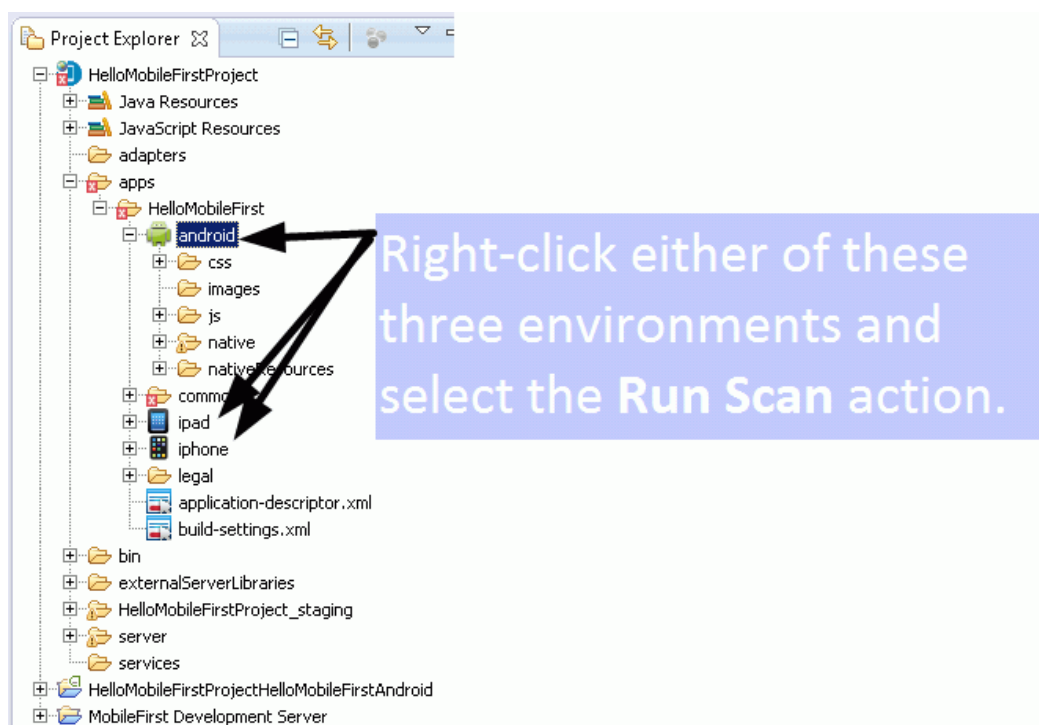 Project Explorer
HelloMobileFirstProject
Java Resources
JavaScript Resources
adapters
apps
HelloMobileFirst
android
css
images
js
native
nativeResources
common
ipad
iphone
legal
application-descriptor.xml
build-settings.xml
bin
externalServerLibraries
HelloMobileFirstProject_staging
server
services
HelloMobileFirstProjectHelloMobileFirstAndroid
MobileFirst Development Server
Right-click either of these
three environments and
select the Run Scan action.